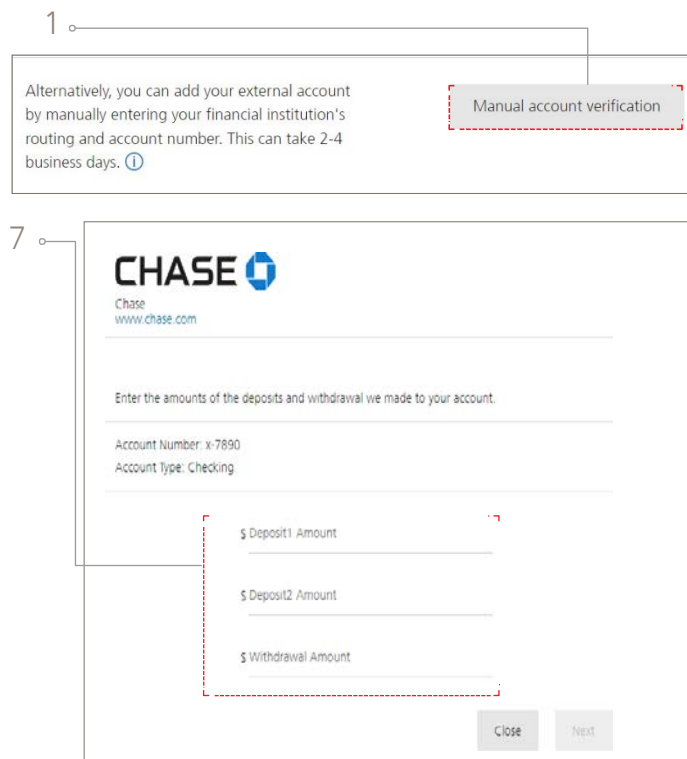 1
Alternatively, you can add your external account
by manually entering your financial institution's
routing and account number. This can take 2-4
business days. ⓘ
Manual account verification
7
CHASE
Chase
www.chase.com
Enter the amounts of the deposits and withdrawal we made to your account.
Account Number: x-7890
Account Type: Checking
$ Deposit1 Amount
$ Deposit2 Amount
$ Withdrawal Amount
Close
Next